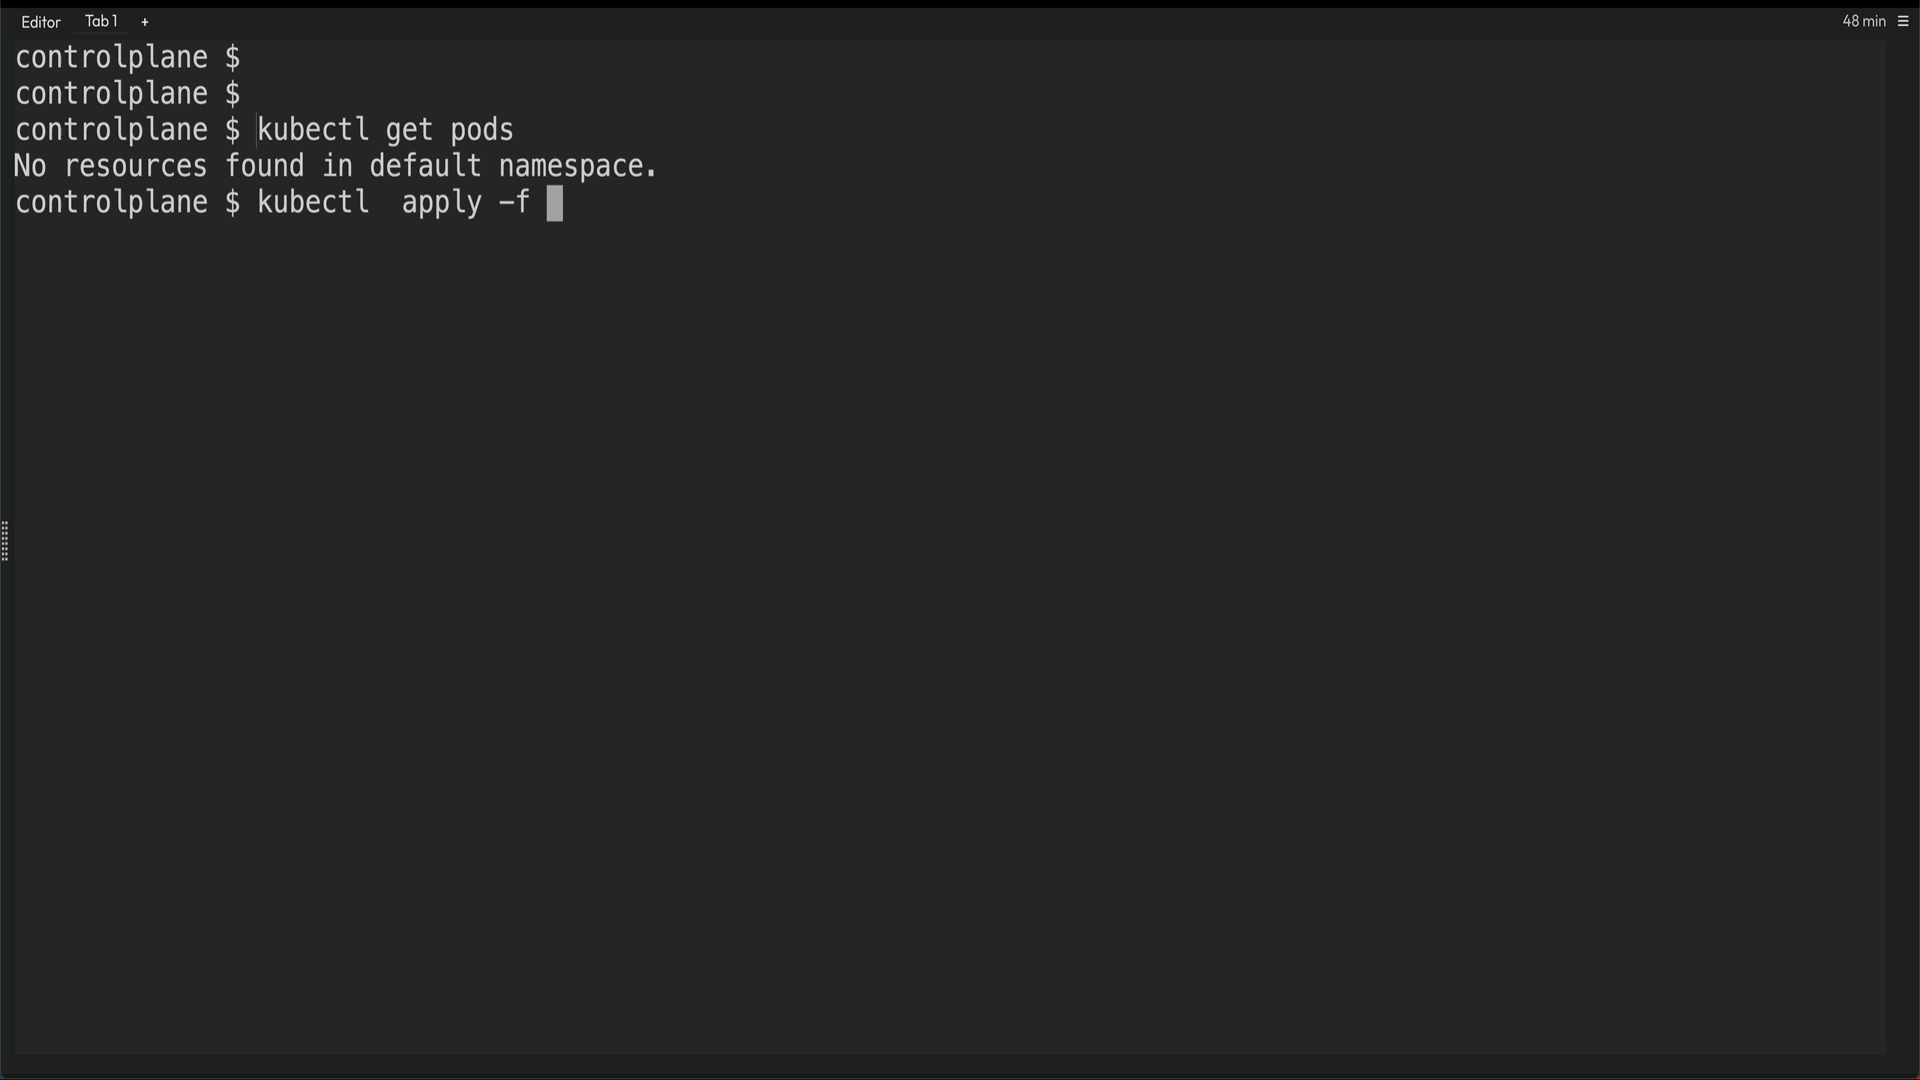 Editor Tab 1 + 48 min
controlplane $
controlplane $
controlplane $ kubectl get pods
No resources found in default namespace.
controlplane $ kubectl  apply -f